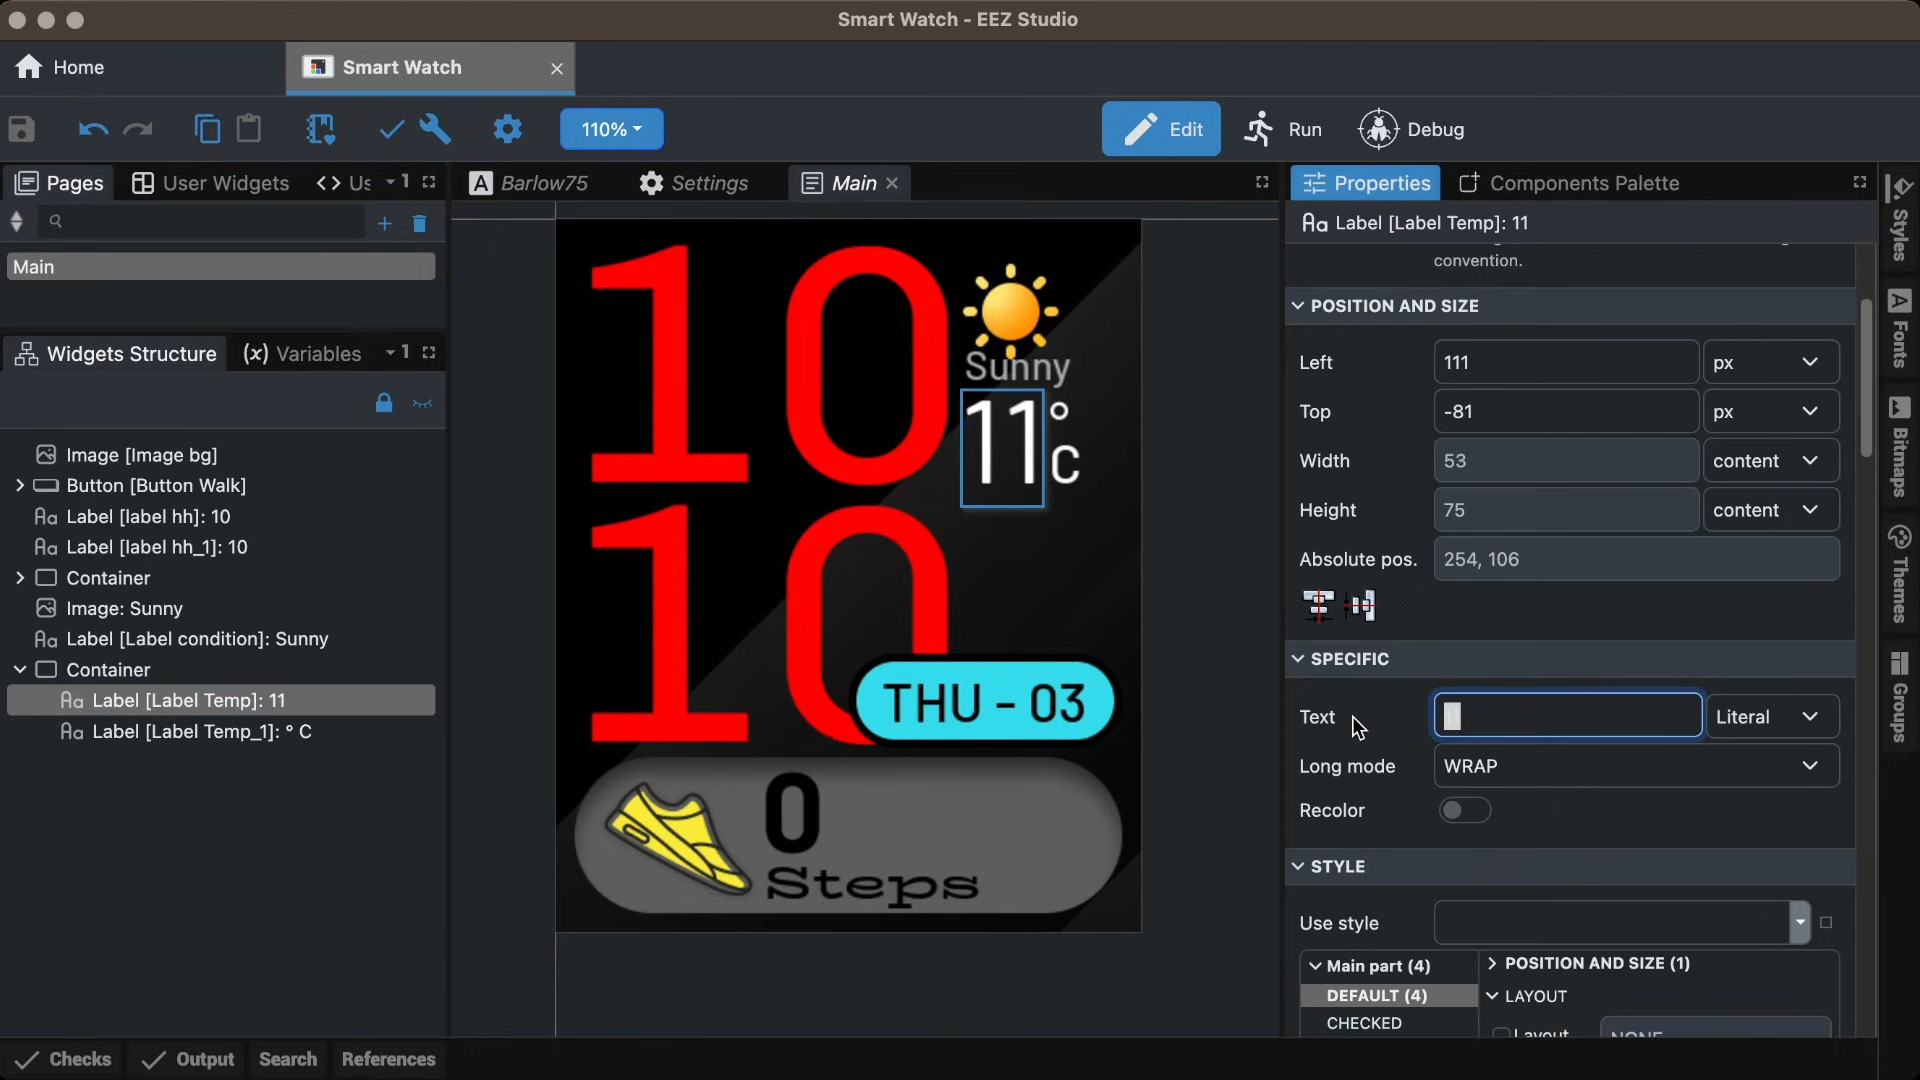 Smart Watch - EEZ Studio
Home
Smart Watch
110%
Edit
Run
Debug
Pages
User Widgets
Us
1
Barlow75
Settings
Main
Properties
Components Palette
Label [Label Temp]: 11
convention.
Main
Widgets Structure
(x) Variables
1
Image [Image bg]
Button [Button Walk]
Label [label hh]: 10
Label [label hh_1]: 10
Container
Image: Sunny
Label [Label condition]: Sunny
Container
Label [Label Temp]: 11
Label [Label Temp_1]: ° C
10
Sunny
11
°
C
10
THU - 03
0
Steps
POSITION AND SIZE
Left 111 px
Top -81 px
Width 53 content
Height 75 content
Absolute pos. 254, 106
SPECIFIC
Text Literal
Long mode WRAP
Recolor
STYLE
Use style
Main part (4)
DEFAULT (4)
CHECKED
POSITION AND SIZE (1)
LAYOUT
Layout NONE
Styles
Fonts
Bitmaps
Themes
Groups
Checks
Output
Search
References